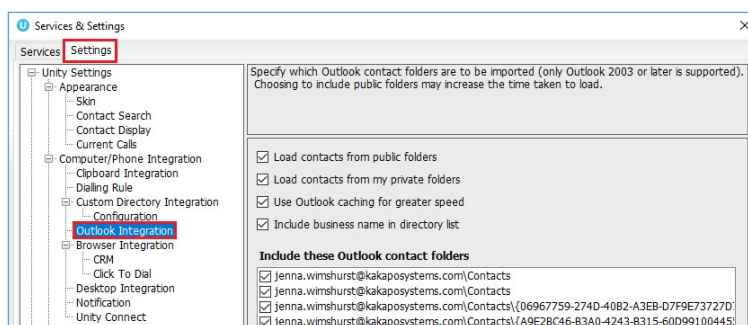 Services & Settings
Services Settings
Unity Settings
Appearance
Skin
Contact Search
Contact Display
Current Calls
Computer/Phone Integration
Clipboard Integration
Dialling Rule
Custom Directory Integration
Configuration
Outlook Integration
Browser Integration
CRM
Click To Dial
Desktop Integration
Notification
Unity Connect
Specify which Outlook contact folders are to be imported (only Outlook 2003 or later is supported).
Choosing to include public folders may increase the time taken to load.
Load contacts from public folders
Load contacts from my private folders
Use Outlook caching for greater speed
Include business name in directory list
Include these Outlook contact folders
jenna.wimshurst@kakaposystems.com\Contacts
jenna.wimshurst@kakaposystems.com\Contacts
jenna.wimshurst@kakaposystems.com\Contacts\{06967759-274D-40B2-A3EB-D7F9E73727D
jenna.wimshurst@kakaposystems.com\Contacts\{A9E2BC46-B3A0-4243-B315-60D99100445